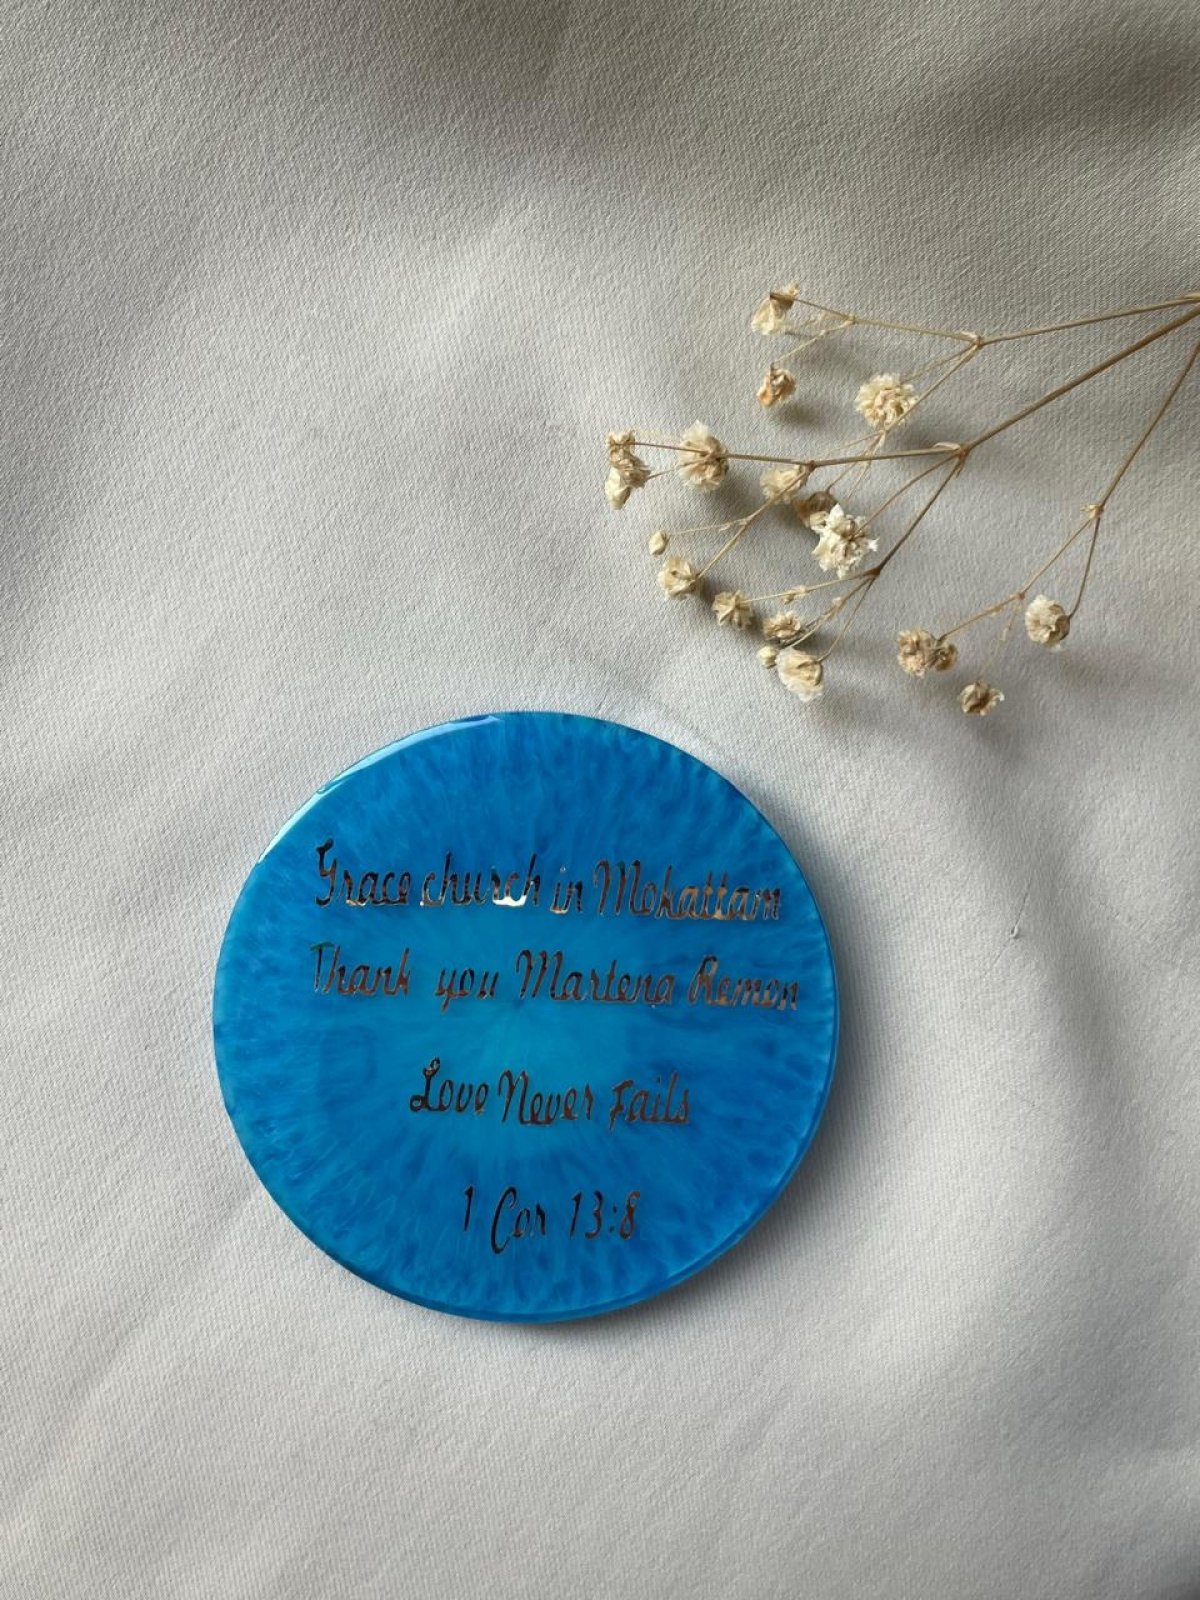 Grace church in Mokattam
Thank you Martena Remon
Love Never Fails
1 Cor 13:8